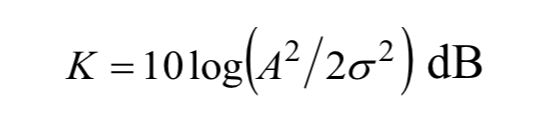 K = 10 log(A²/2σ²) dB